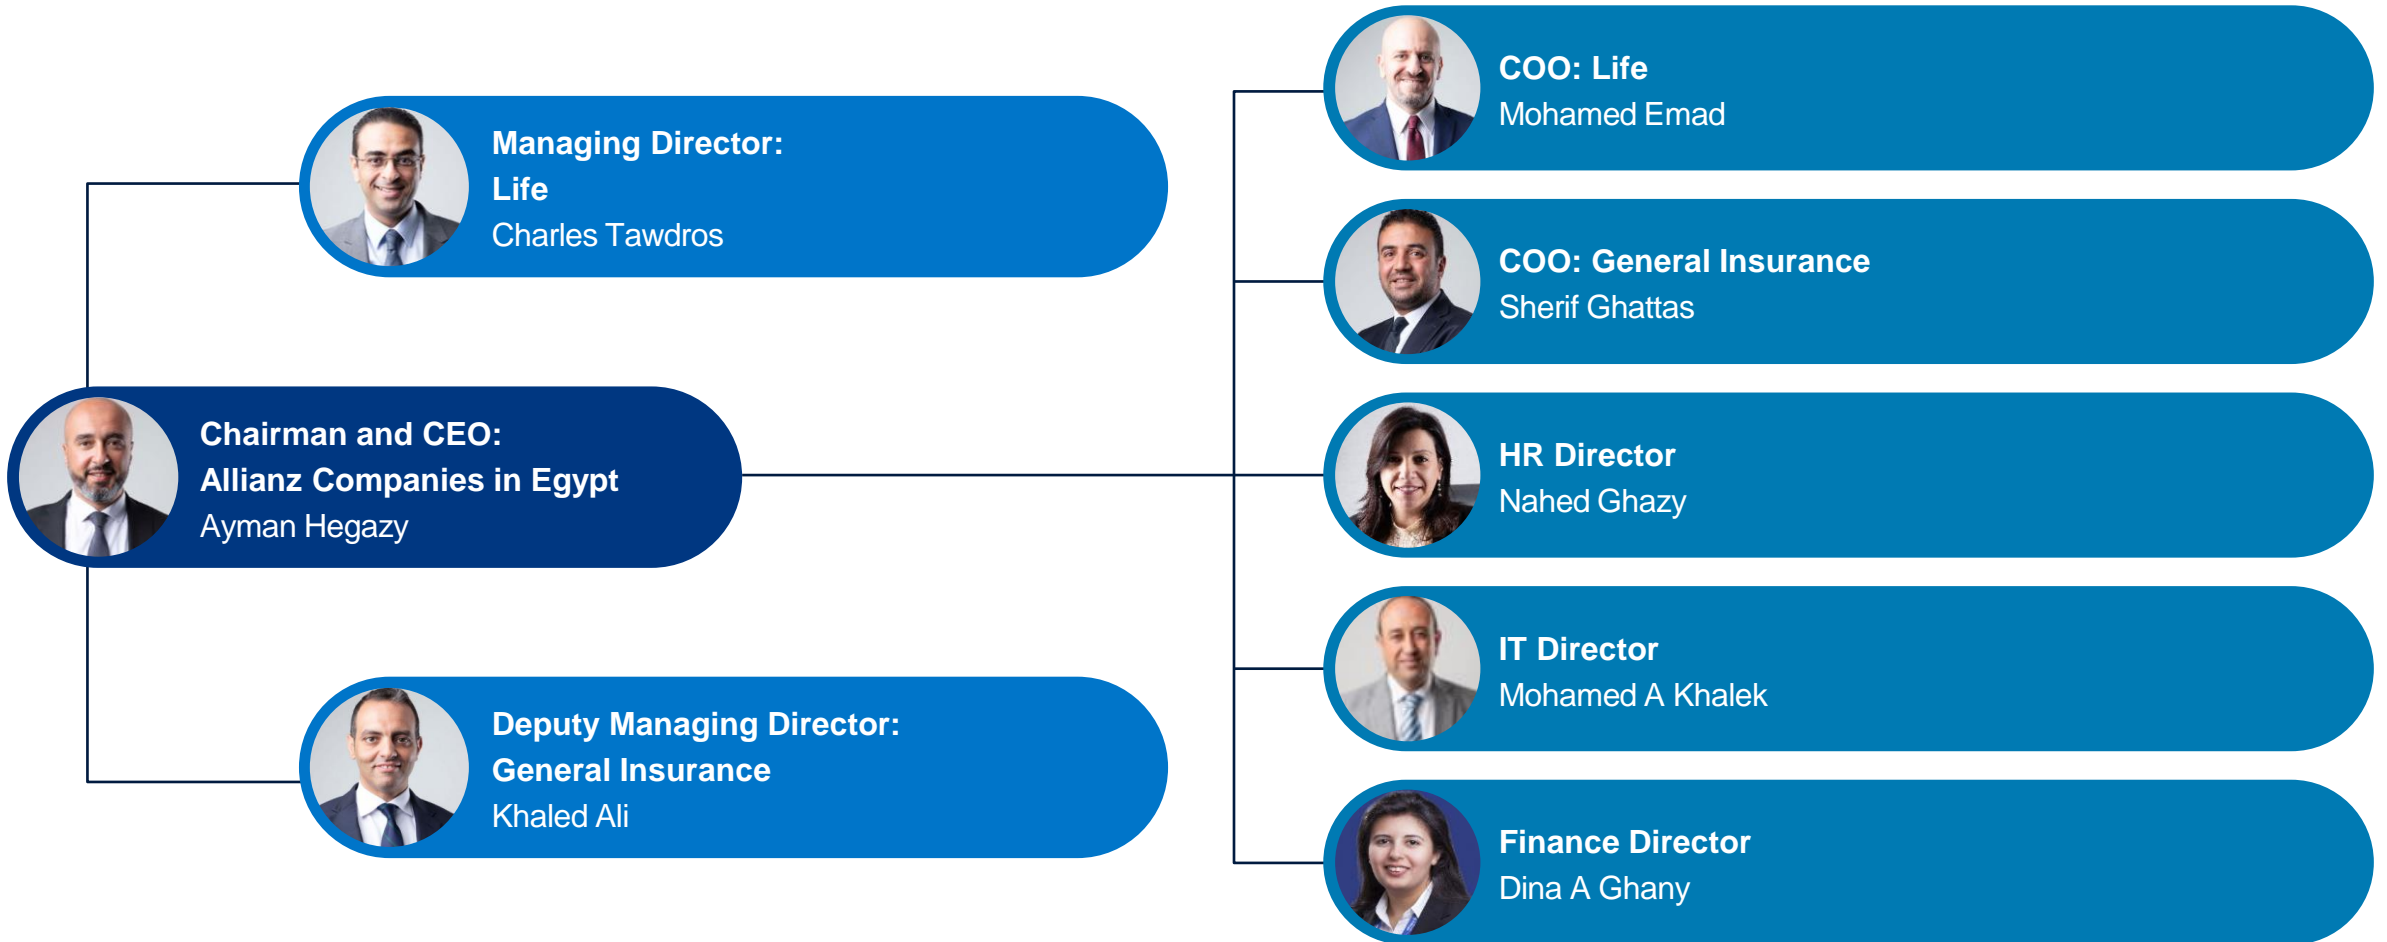 Managing Director:
Life
Charles Tawdros
Chairman and CEO:
Allianz Companies in Egypt
Ayman Hegazy
Deputy Managing Director:
General Insurance
Khaled Ali
COO: Life
Mohamed Emad
COO: General Insurance
Sherif Ghattas
HR Director
Nahed Ghazy
IT Director
Mohamed A Khalek
Finance Director
Dina A Ghany